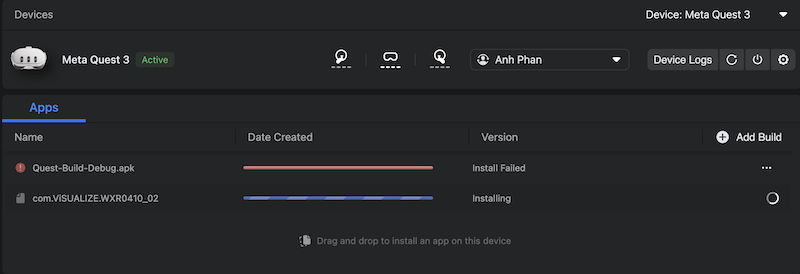 Devices
Device: Meta Quest 3
Meta Quest 3
Active
Anh Phan
Device Logs
Apps
Name
Date Created
Version
Add Build
Quest-Build-Debug.apk
Install Failed
com.ViSUALIZE.WXR0410_02
Installing
Drag and drop to install an app on this device